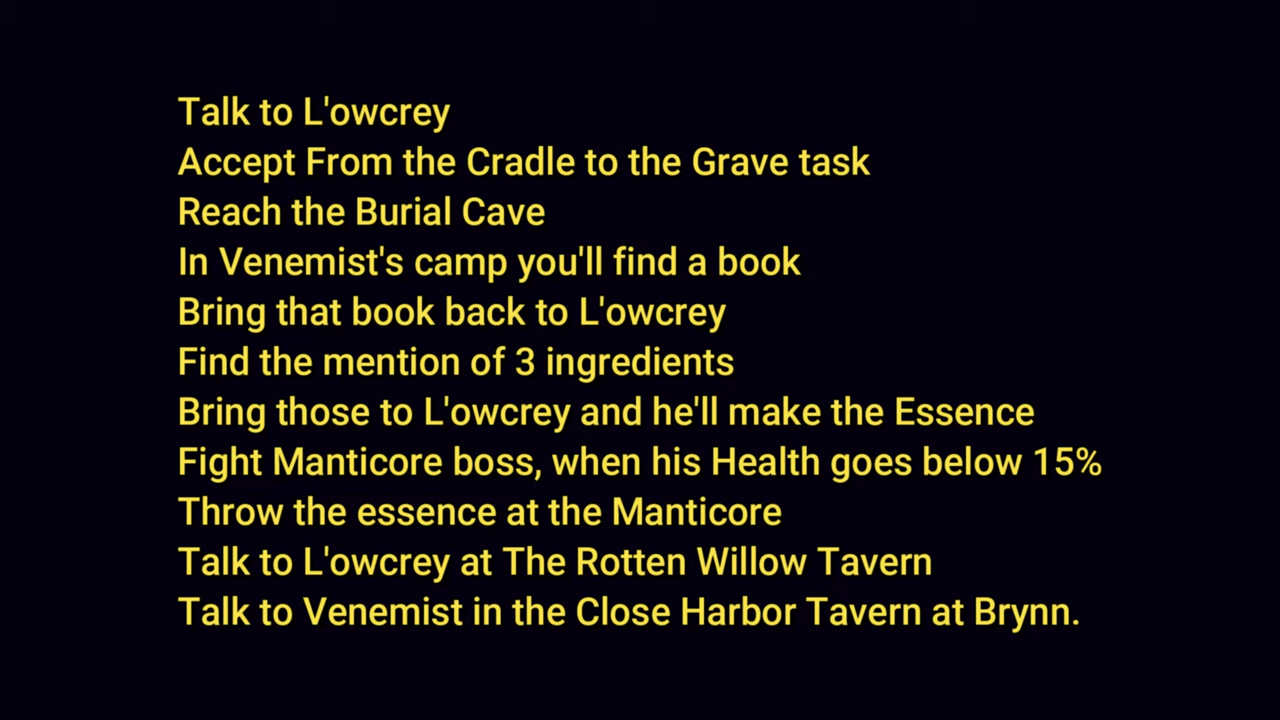 Talk to L'owcrey
Accept From the Cradle to the Grave task
Reach the Burial Cave
In Venemist's camp you'll find a book
Bring that book back to L'owcrey
Find the mention of 3 ingredients
Bring those to L'owcrey and he'll make the Essence
Fight Manticore boss, when his Health goes below 15%
Throw the essence at the Manticore
Talk to L'owcrey at The Rotten Willow Tavern
Talk to Venemist in the Close Harbor Tavern at Brynn.